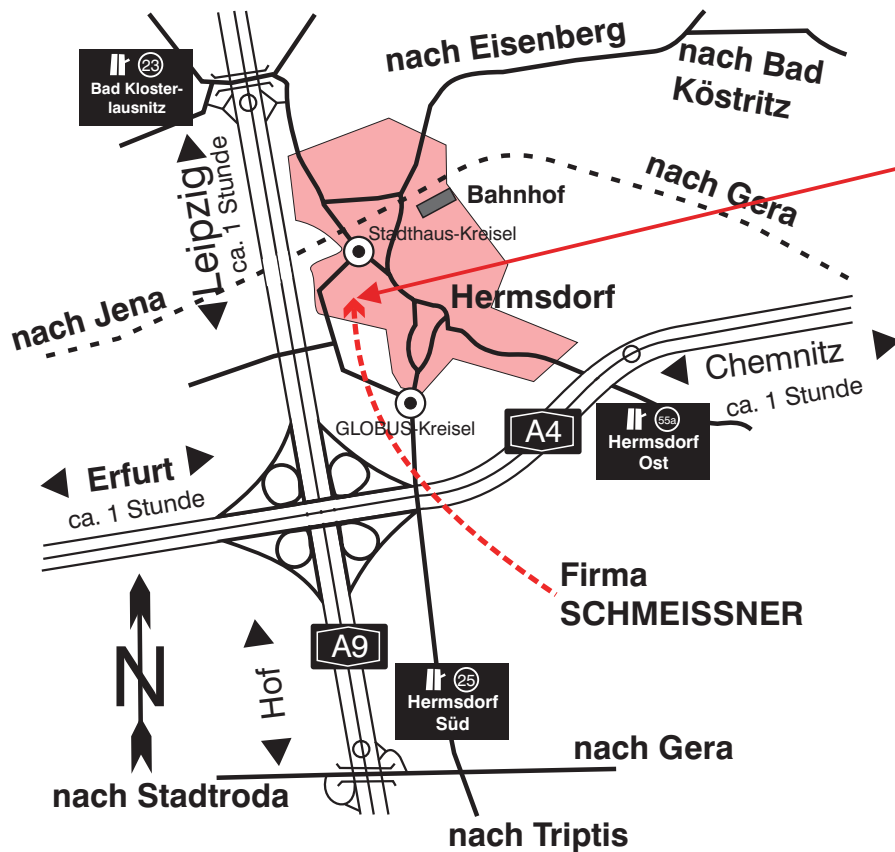 nach Eisenberg
nach Bad
Köstritz
23
Bad Kloster-
lausnitz
Leipzig
ca. 1 Stunde
nach Gera
Bahnhof
Stadthaus-Kreisel
Hermsdorf
nach Jena
Chemnitz
ca. 1 Stunde
GLOBUS-Kreisel
A4
55a
Hermsdorf
Ost
Erfurt
ca. 1 Stunde
Firma
SCHMEISSNER
N
A9
Hof
25
Hermsdorf
Süd
nach Gera
nach Stadtroda
nach Triptis